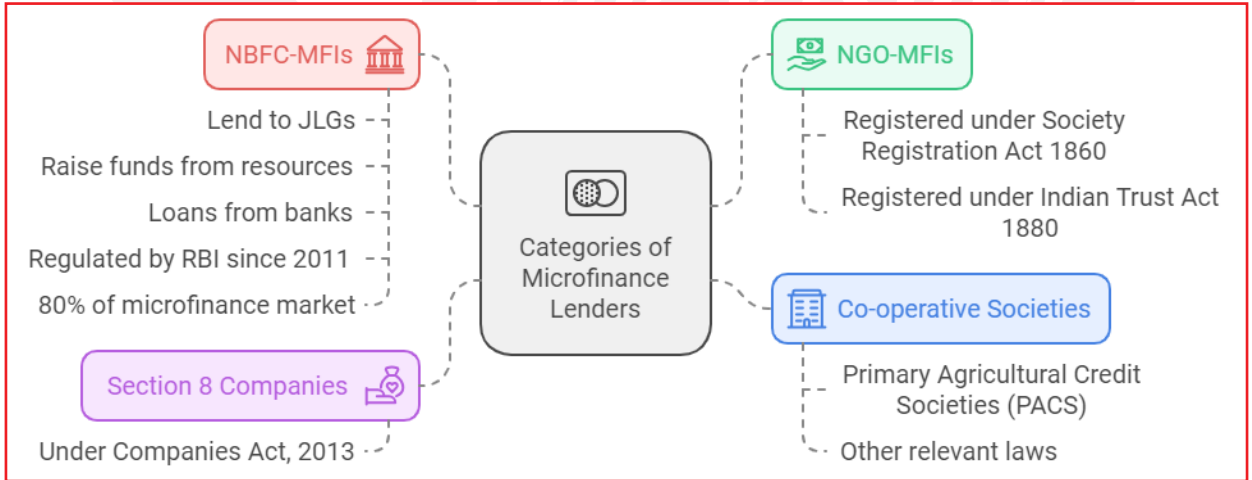 NBFC-MFIs
Lend to JLGs
Raise funds from resources
Loans from banks
Regulated by RBI since 2011
80% of microfinance market
Section 8 Companies
Under Companies Act, 2013
Categories of
Microfinance
Lenders
NGO-MFIs
Registered under Society
Registration Act 1860
Registered under Indian Trust Act
1880
Co-operative Societies
Primary Agricultural Credit
Societies (PACS)
Other relevant laws